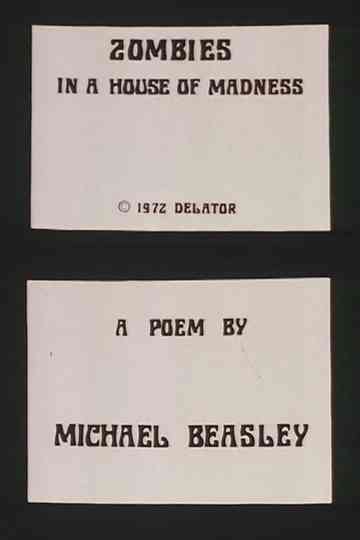 ZOMBIES
IN A HOUSE OF MADNESS
© 1972 DELATOR
A POEM BY
MICHAEL BEASLEY